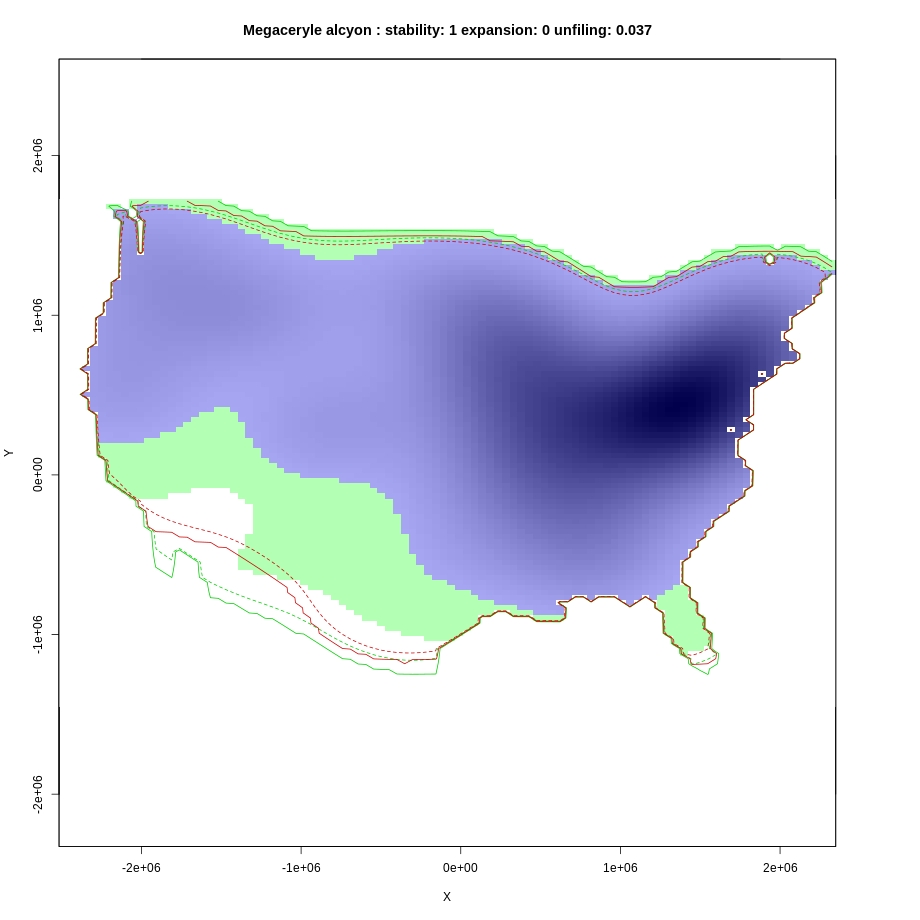 Megaceryle alcyon : stability: 1 expansion: 0 unfiling: 0.037
2e+06
1e+06
0e+00
-1e+06
-2e+06
Y
-2e+06 -1e+06 0e+00 1e+06 2e+06
X